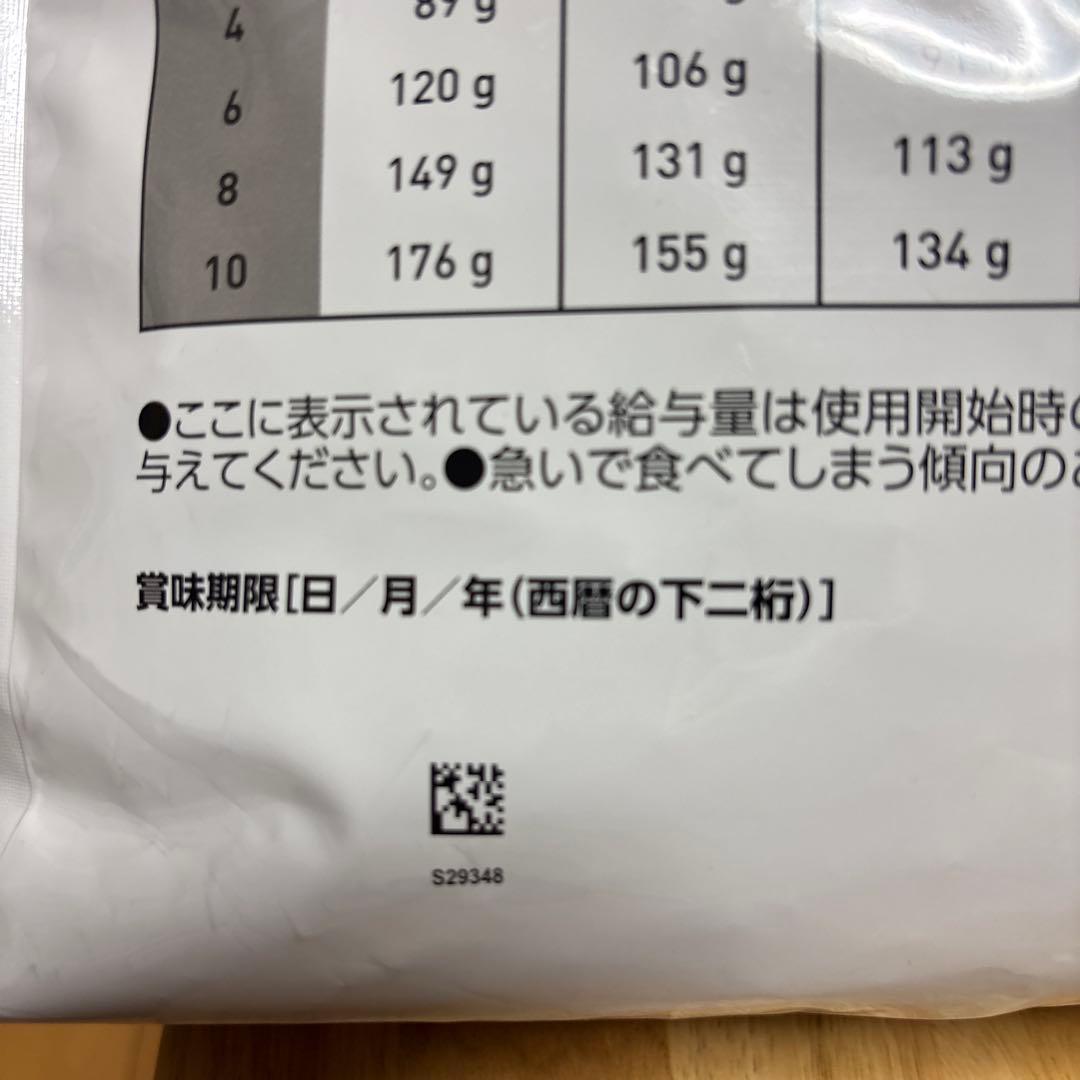 4 89 g
6 120 g 106 g
8 149 g 131 g 113 g
10 176 g 155 g 134 g
●ここに表示されている給与量は使用開始時の
与えてください。●急いで食べてしまう傾向の
賞味期限[日／月／年(西暦の下二桁)]
S29348